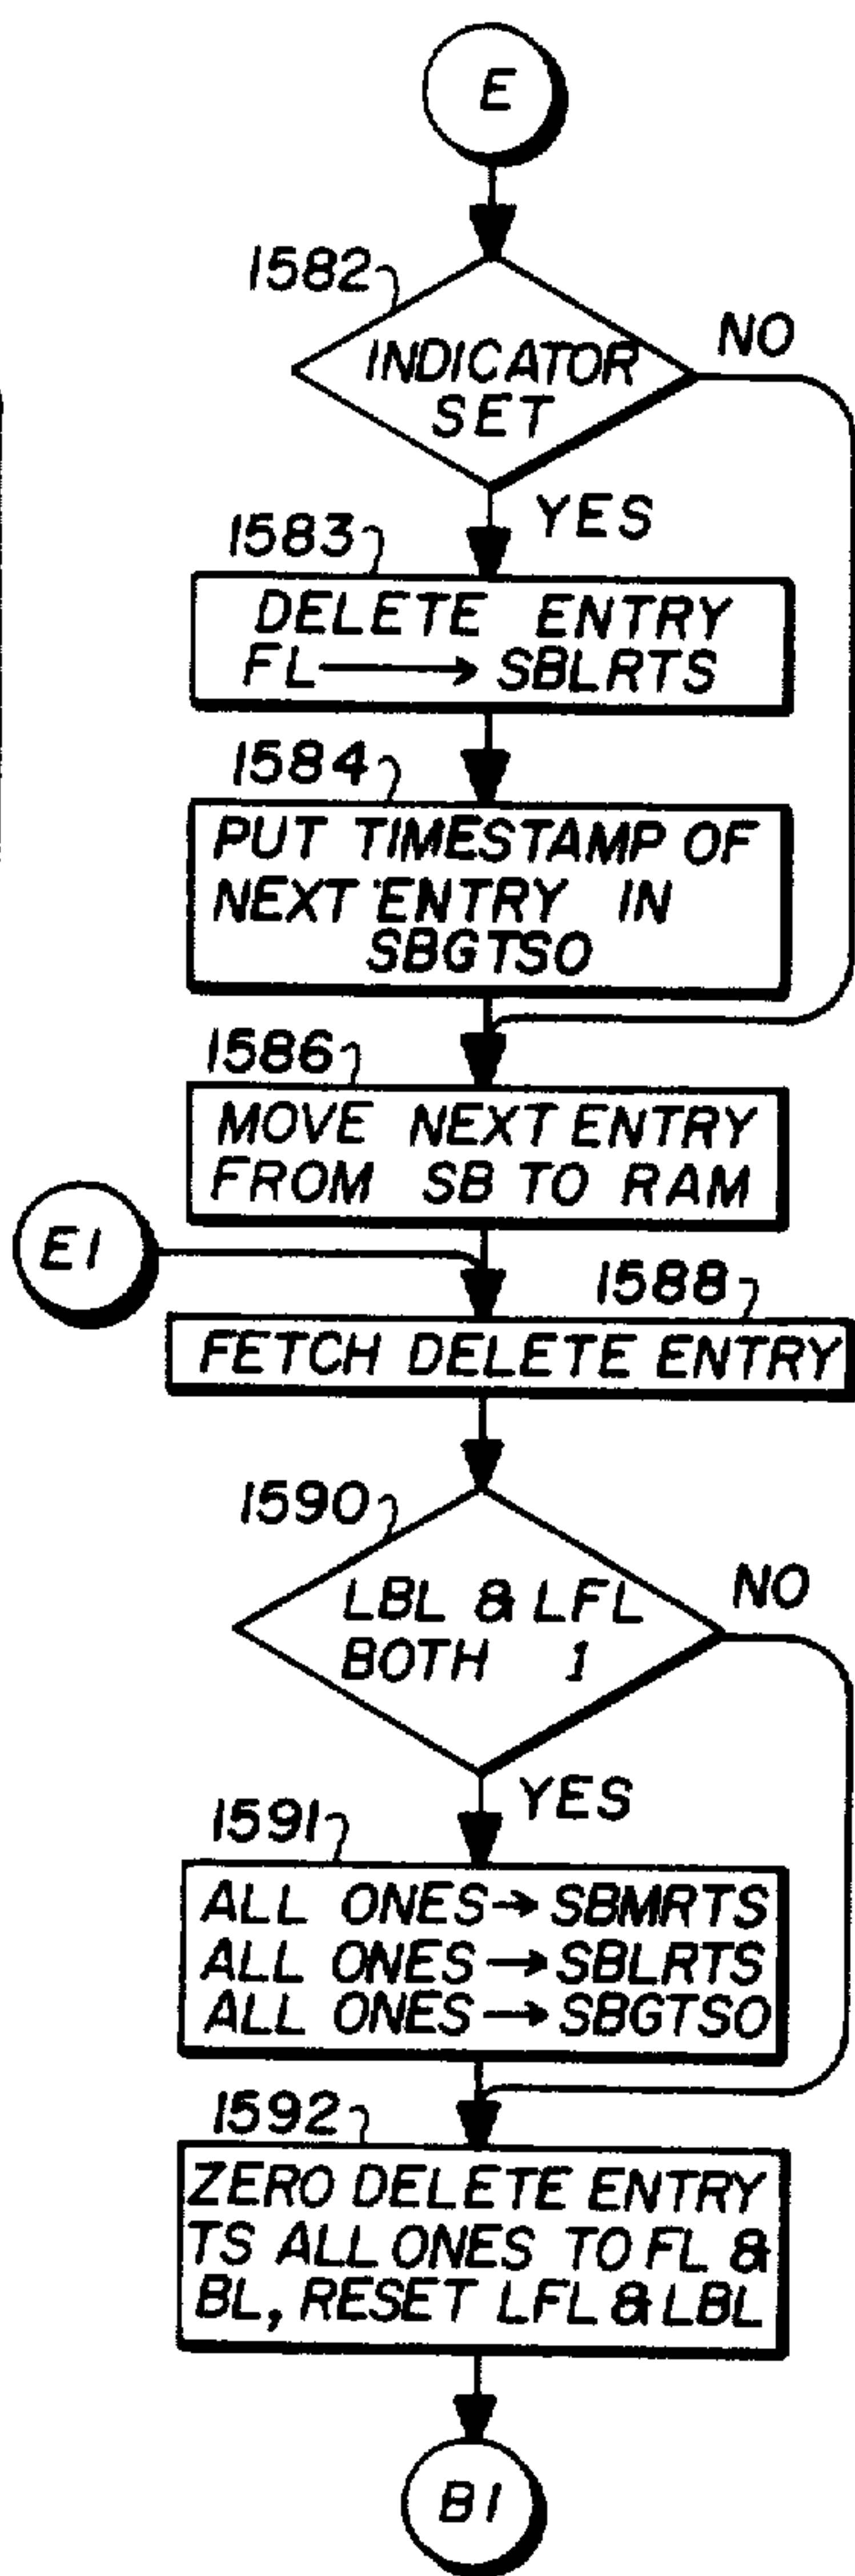 E
1582
INDICATOR
SET
NO
YES
1583
DELETE ENTRY
FL → SBLRTS
1584
PUT TIMESTAMP OF
NEXT ENTRY IN
SBGTSO
1586
MOVE NEXT ENTRY
FROM SB TO RAM
E1
1588
FETCH DELETE ENTRY
1590
LBL & LFL
BOTH 1
NO
YES
1591
ALL ONES → SBMRTS
ALL ONES → SBLRTS
ALL ONES → SBGTSO
1592
ZERO DELETE ENTRY
TS ALL ONES TO FL &
BL, RESET LFL & LBL
B1